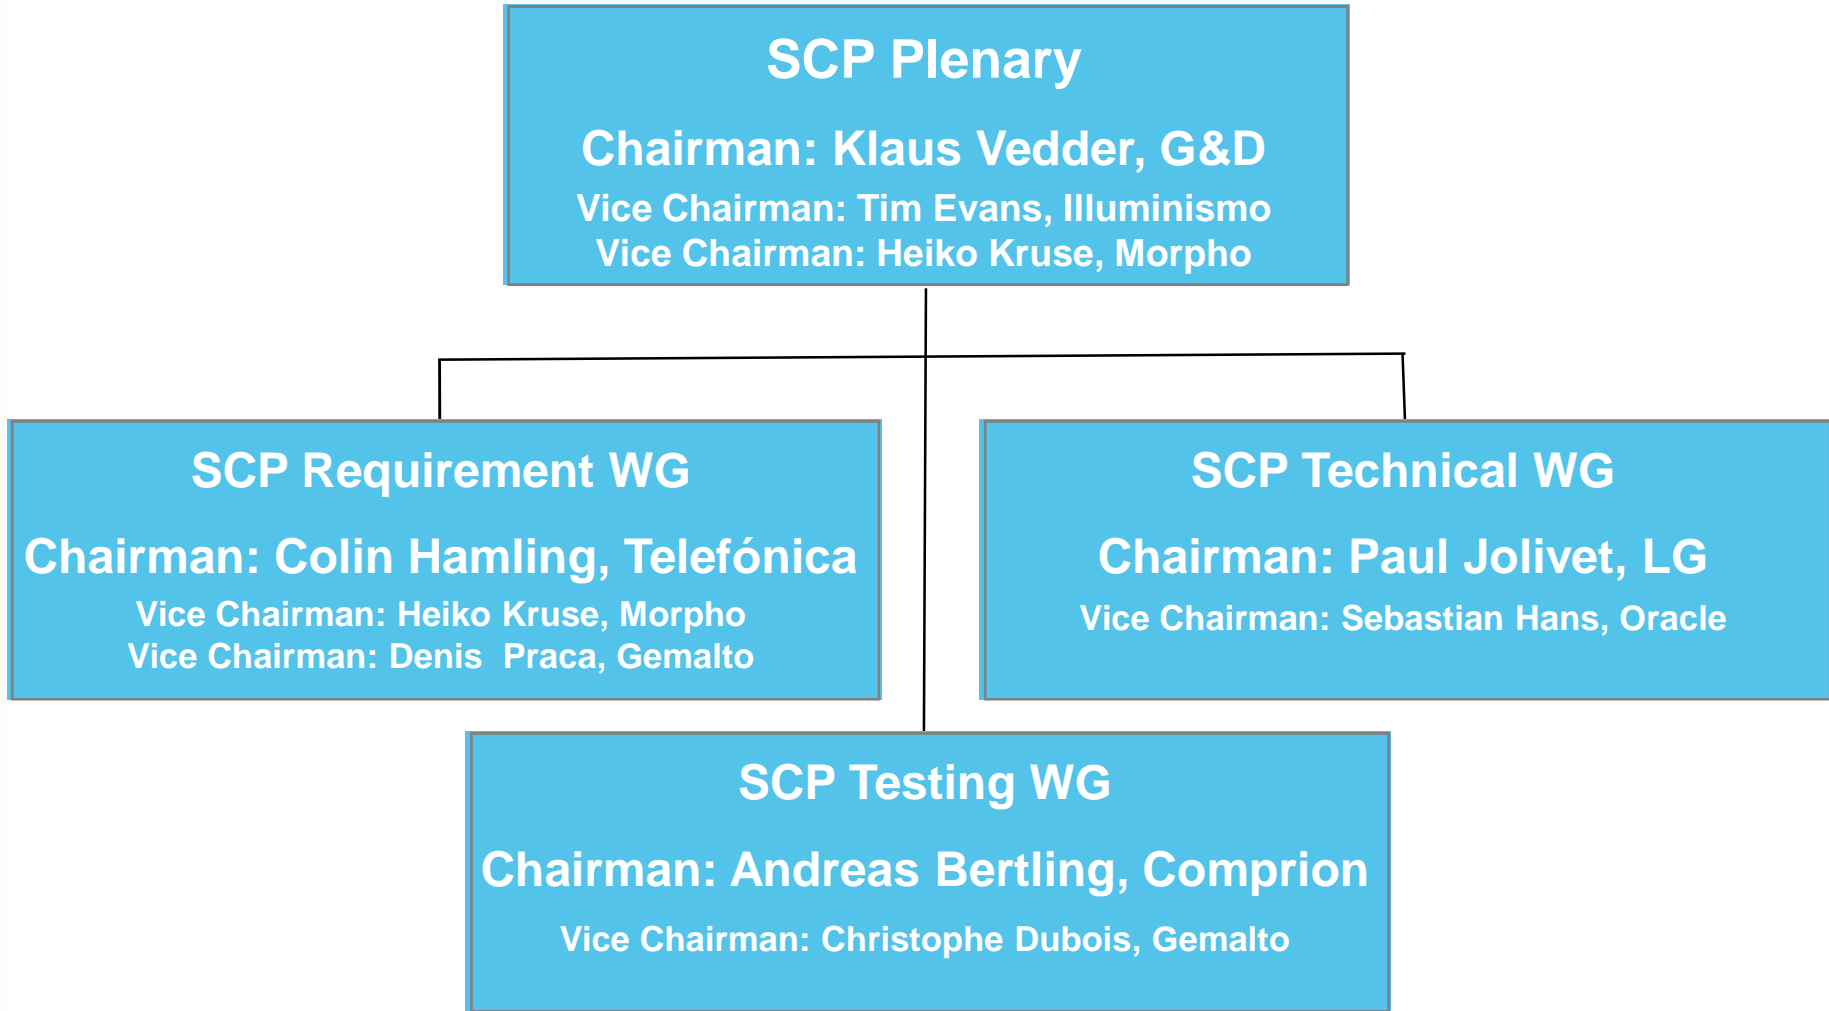 SCP Plenary
Chairman: Klaus Vedder, G&D
Vice Chairman: Tim Evans, Illuminismo
Vice Chairman: Heiko Kruse, Morpho
SCP Requirement WG
Chairman: Colin Hamling, Telefónica
Vice Chairman: Heiko Kruse, Morpho
Vice Chairman: Denis  Praca, Gemalto
SCP Technical WG
Chairman: Paul Jolivet, LG
Vice Chairman: Sebastian Hans, Oracle
SCP Testing WG
Chairman: Andreas Bertling, Comprion
Vice Chairman: Christophe Dubois, Gemalto